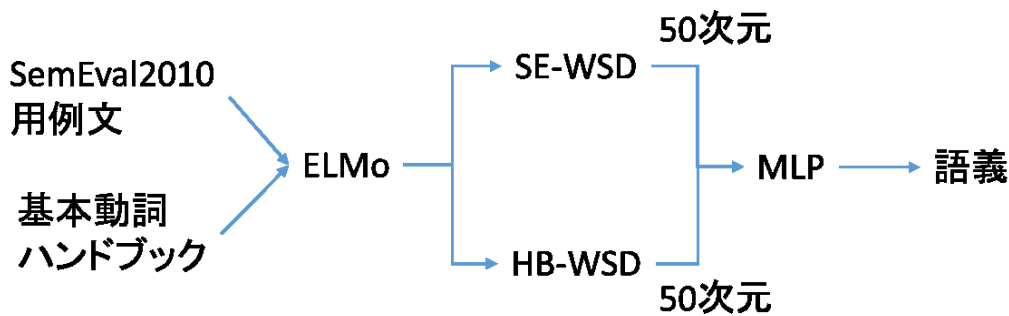 SemEval2010
用例文
基本動詞
ハンドブック
ELMo
SE-WSD
50次元
HB-WSD
50次元
MLP
語義